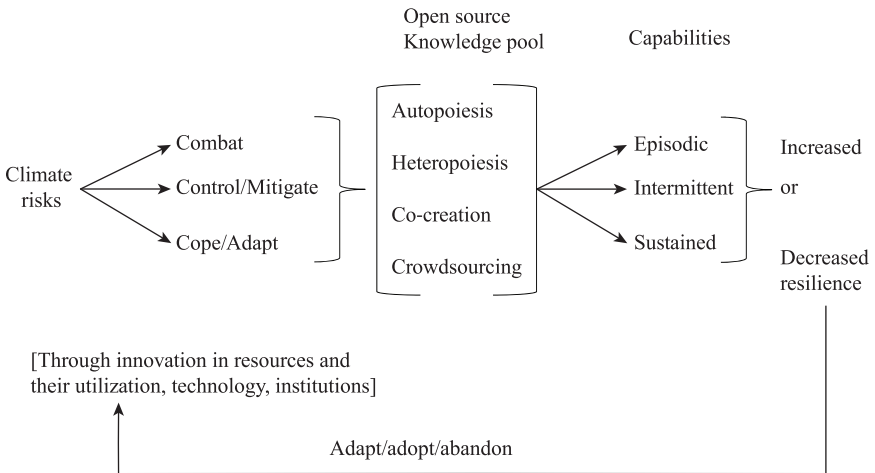 Open source
Knowledge pool
Capabilities
Climate
risks
Combat
Control/Mitigate
Cope/Adapt
Autopoiesis
Heteropoiesis
Co-creation
Crowdsourcing
Episodic
Intermittent
Sustained
Increased
or
Decreased
resilience
[Through innovation in resources and
their utilization, technology, institutions]
Adapt/adopt/abandon